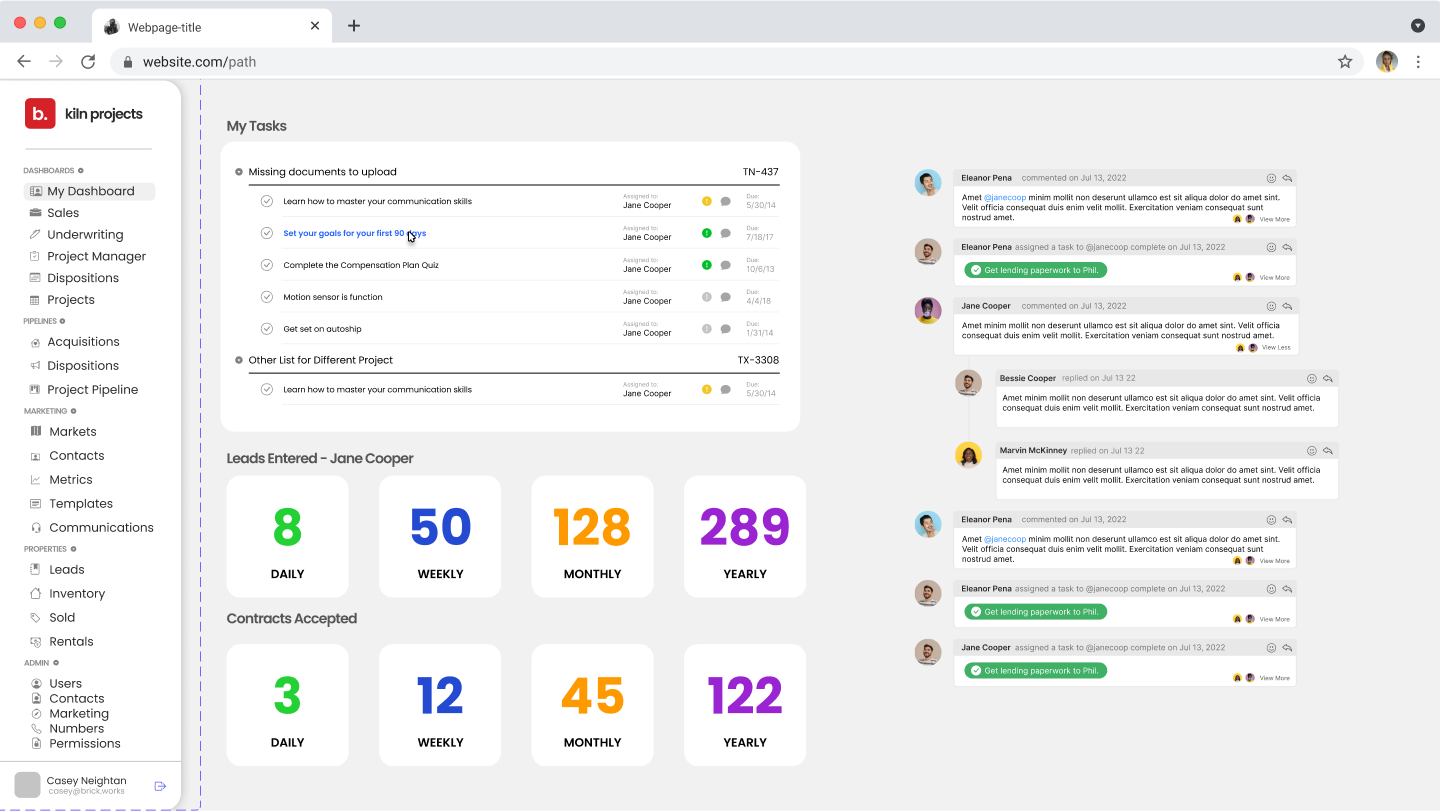 Webpage-title
website.com/path
b. kiln projects
DASHBOARDS
My Dashboard
Sales
Underwriting
Project Manager
Dispositions
Projects
PIPELINES
Acquisitions
Dispositions
Project Pipeline
MARKETING
Markets
Contacts
Metrics
Templates
Communications
PROPERTIES
Leads
Inventory
Sold
Rentals
ADMIN
Users
Contacts
Marketing
Numbers
Permissions
Casey Neightan
casey@brick.works
My Tasks
Missing documents to upload TN-437
Learn how to master your communication skills
Assigned to:
Jane Cooper
Due:
5/30/14
Set your goals for your first 90 days
Assigned to:
Jane Cooper
Due:
7/18/17
Complete the Compensation Plan Quiz
Assigned to:
Jane Cooper
Due:
10/6/13
Motion sensor is function
Assigned to:
Jane Cooper
Due:
4/4/18
Get set on autoship
Assigned to:
Jane Cooper
Due:
1/31/14
Other List for Different Project TX-3308
Learn how to master your communication skills
Assigned to:
Jane Cooper
Due:
5/30/14
Leads Entered - Jane Cooper
8
DAILY
50
WEEKLY
128
MONTHLY
289
YEARLY
Contracts Accepted
3
DAILY
12
WEEKLY
45
MONTHLY
122
YEARLY
Eleanor Pena commented on Jul 13, 2022
Amet @janecoop minim mollit non deserunt ullamco est sit aliqua dolor do amet sint.
Velit officia consequat duis enim velit mollit. Exercitation veniam consequat sunt
nostrud amet.
View More
Eleanor Pena assigned a task to @janecoop complete on Jul 13, 2022
Get lending paperwork to Phil.
View More
Jane Cooper commented on Jul 13, 2022
Amet minim mollit non deserunt ullamco est sit aliqua dolor do amet sint. Velit officia
consequat duis enim velit mollit. Exercitation veniam consequat sunt nostrud amet.
View Less
Bessie Cooper replied on Jul 13 22
Amet minim mollit non deserunt ullamco est sit aliqua dolor do amet sint. Velit officia
consequat duis enim velit mollit. Exercitation veniam consequat sunt nostrud amet.
Marvin McKinney replied on Jul 13 22
Amet minim mollit non deserunt ullamco est sit aliqua dolor do amet sint. Velit officia
consequat duis enim velit mollit. Exercitation veniam consequat sunt nostrud amet.
Eleanor Pena commented on Jul 13, 2022
Amet @janecoop minim mollit non deserunt ullamco est sit aliqua dolor do amet sint.
Velit officia consequat duis enim velit mollit. Exercitation veniam consequat sunt
nostrud amet.
View More
Eleanor Pena assigned a task to @janecoop complete on Jul 13, 2022
Get lending paperwork to Phil.
View More
Jane Cooper assigned a task to @janecoop complete on Jul 13, 2022
Get lending paperwork to Phil.
View More